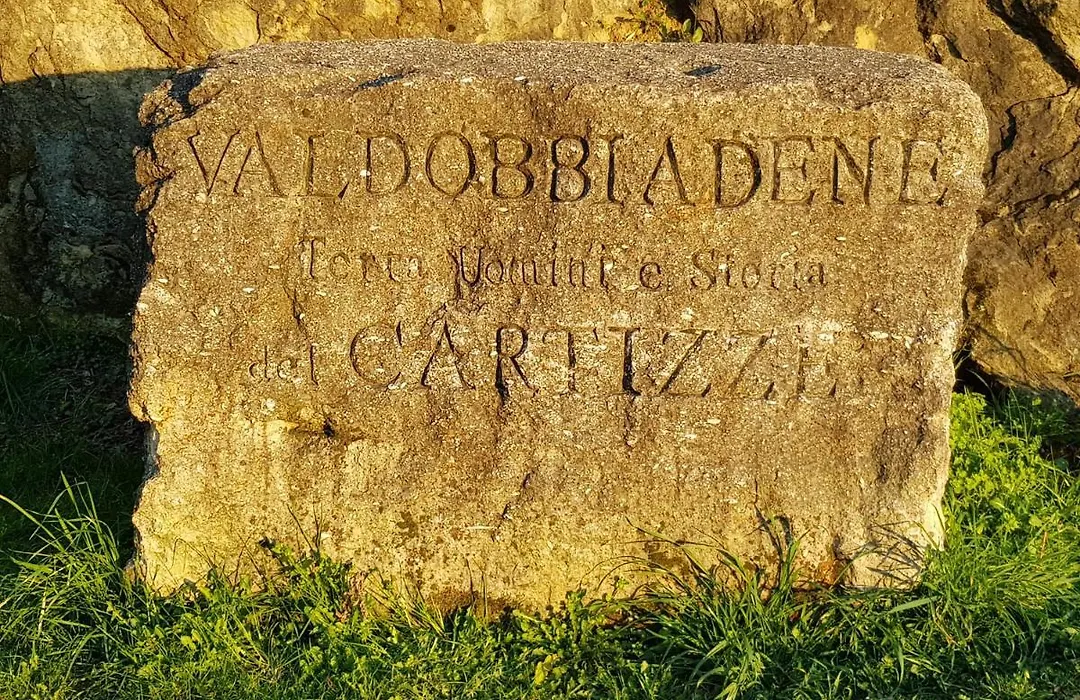 VALDOBBIADENE
Terra Uomini e Storia
del CARTIZZE